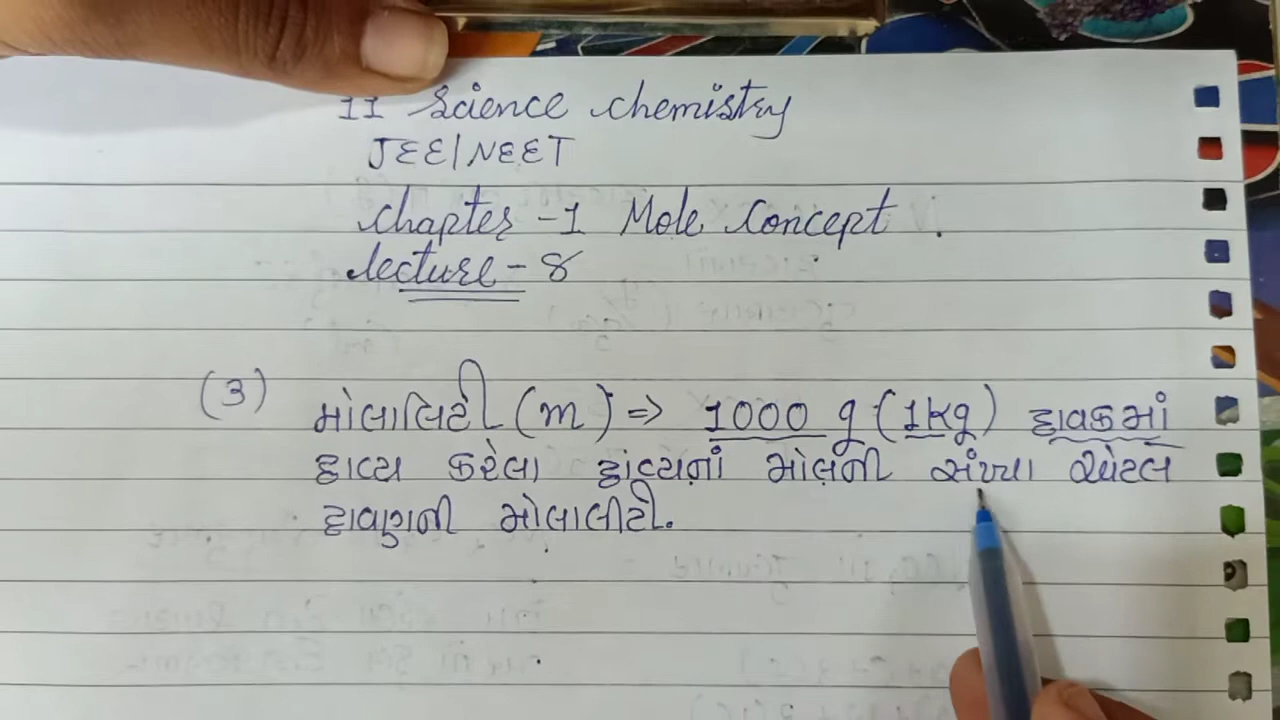 11 Science chemistry
JEE/NEET
Chapter-1 Mole Concept.
lecture-8
(3) મોલાલિટી (m) => 1000 g (1kg) દ્રાવકમાં
દ્રાવ્ય કરેલા દ્રાવ્યનાં મોલની સંખ્યા એટલે
દ્રાવણની મોલાલીટી.